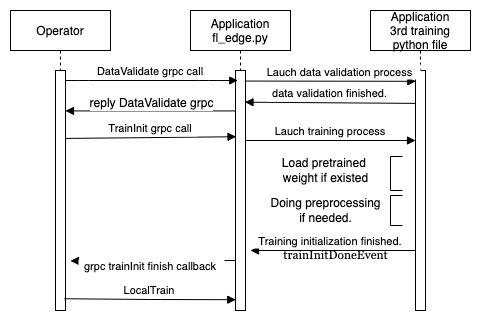 Operator
Application
fl_edge.py
Application
3rd training
python file
DataValidate grpc call
Lauch data validation process
data validation finished.
reply DataValidate grpc
TrainInit grpc call
Lauch training process
Load pretrained
weight if existed
Doing preprocessing
if needed.
Training initialization finished.
trainInitDoneEvent
grpc trainInit finish callback
LocalTrain